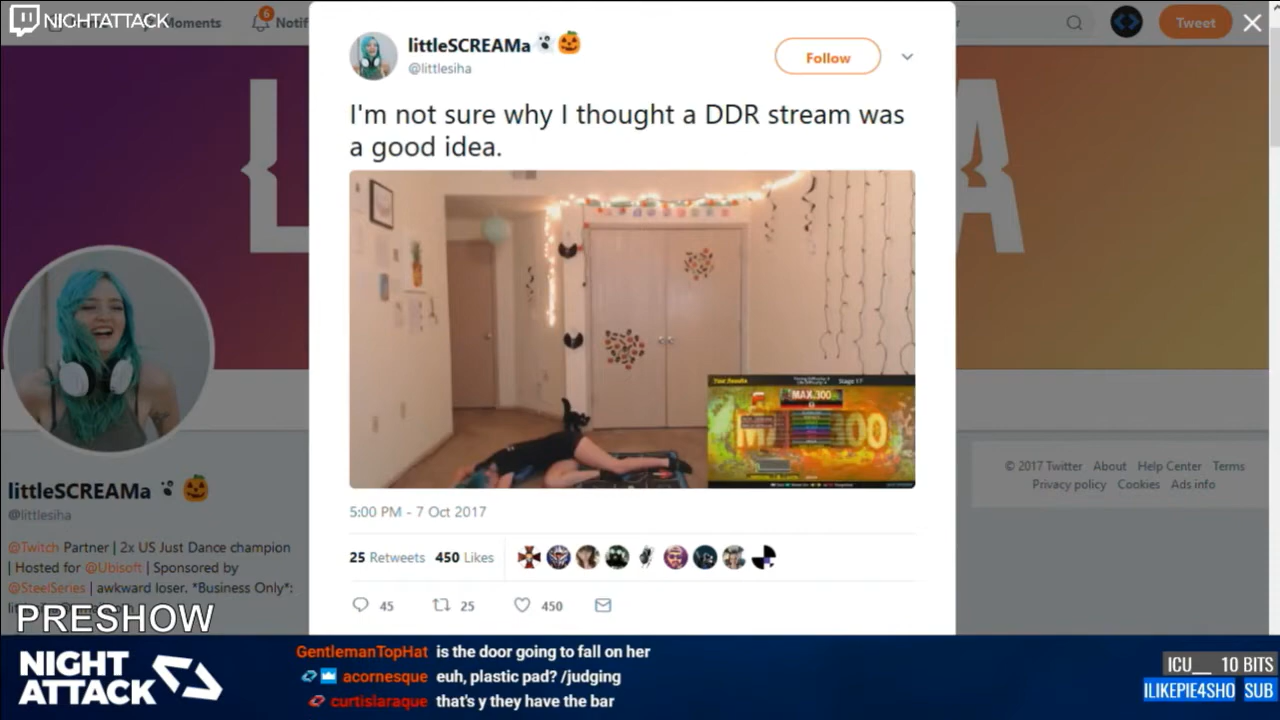 NIGHTATTACK
Moments
6
Notif
Tweet
littleSCREAMa
@littlesiha
Follow
I'm not sure why I thought a DDR stream was
a good idea.
Stage 17
MAX.300
5:00 PM - 7 Oct 2017
25 Retweets 450 Likes
45
25
450
littleSCREAMa
@littlesiha
@Twitch Partner | 2x US Just Dance champion
| Hosted for @Ubisoft | Sponsored by
@SteelSeries | awkward loser. *Business Only*:
© 2017 Twitter About Help Center Terms
Privacy policy Cookies Ads info
PRESHOW
NIGHT
ATTACK
GentlemanTopHat is the door going to fall on her
acornesque euh, plastic pad? /judging
curtislaraque that's y they have the bar
ICU__ 10 BITS
ILIKEPIE4SHO SUB